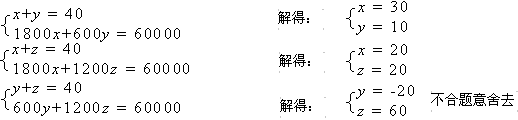 x+y = 40 解得： x = 30
1800x+600y = 60000 y = 10
x+z = 40 解得： x = 20
1800x+1200z = 60000 z = 20
y+z = 40 解得： y = -20 不合题意舍去
600y+1200z = 60000 z = 60